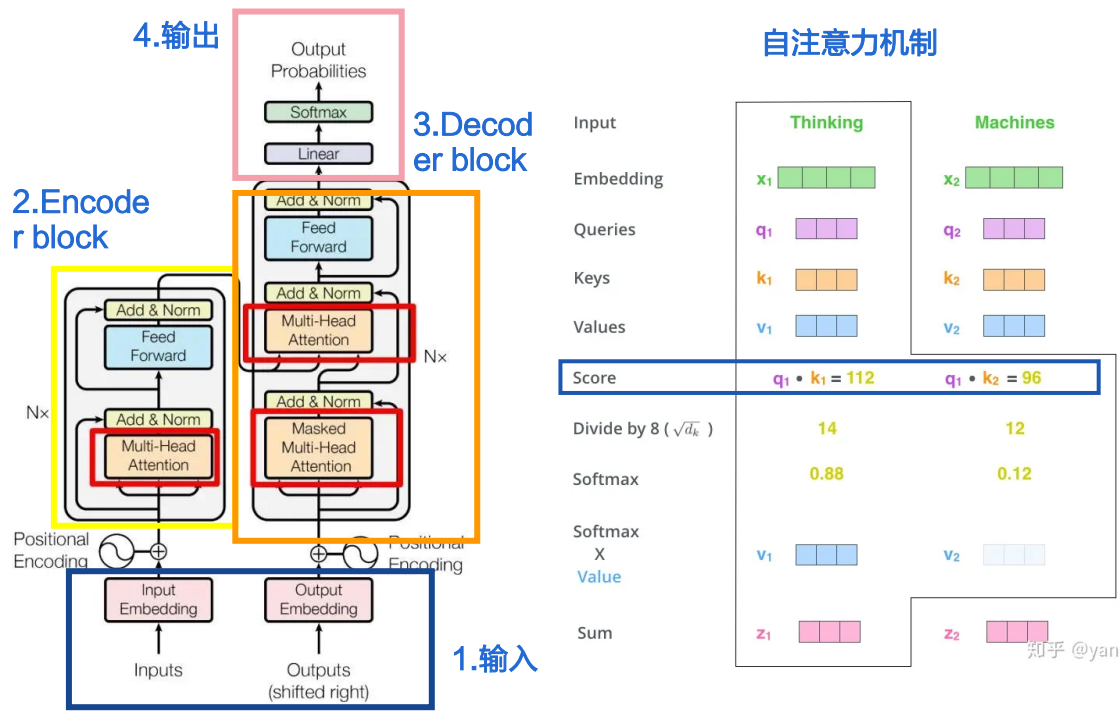 4.输出
Output
Probabilities
Softmax
Linear
3.Decod
er block
2.Encode
r block
Add & Norm
Feed
Forward
Add & Norm
Multi-Head
Attention
N×
Add & Norm
Masked
Multi-Head
Attention
Add & Norm
Feed
Forward
N×
Add & Norm
Multi-Head
Attention
Positional
Encoding
Positional
Encoding
Input
Embedding
Output
Embedding
Inputs
Outputs
(shifted right)
1.输入
自注意力机制
Input Thinking Machines
Embedding x₁ x₂
Queries q₁ q₂
Keys k₁ k₂
Values v₁ v₂
Score q₁ • k₁ = 112 q₁ • k₂ = 96
Divide by 8 ( √dₖ ) 14 12
Softmax 0.88 0.12
Softmax
X
Value
v₁ v₂
Sum z₁ z₂
知乎 @yan